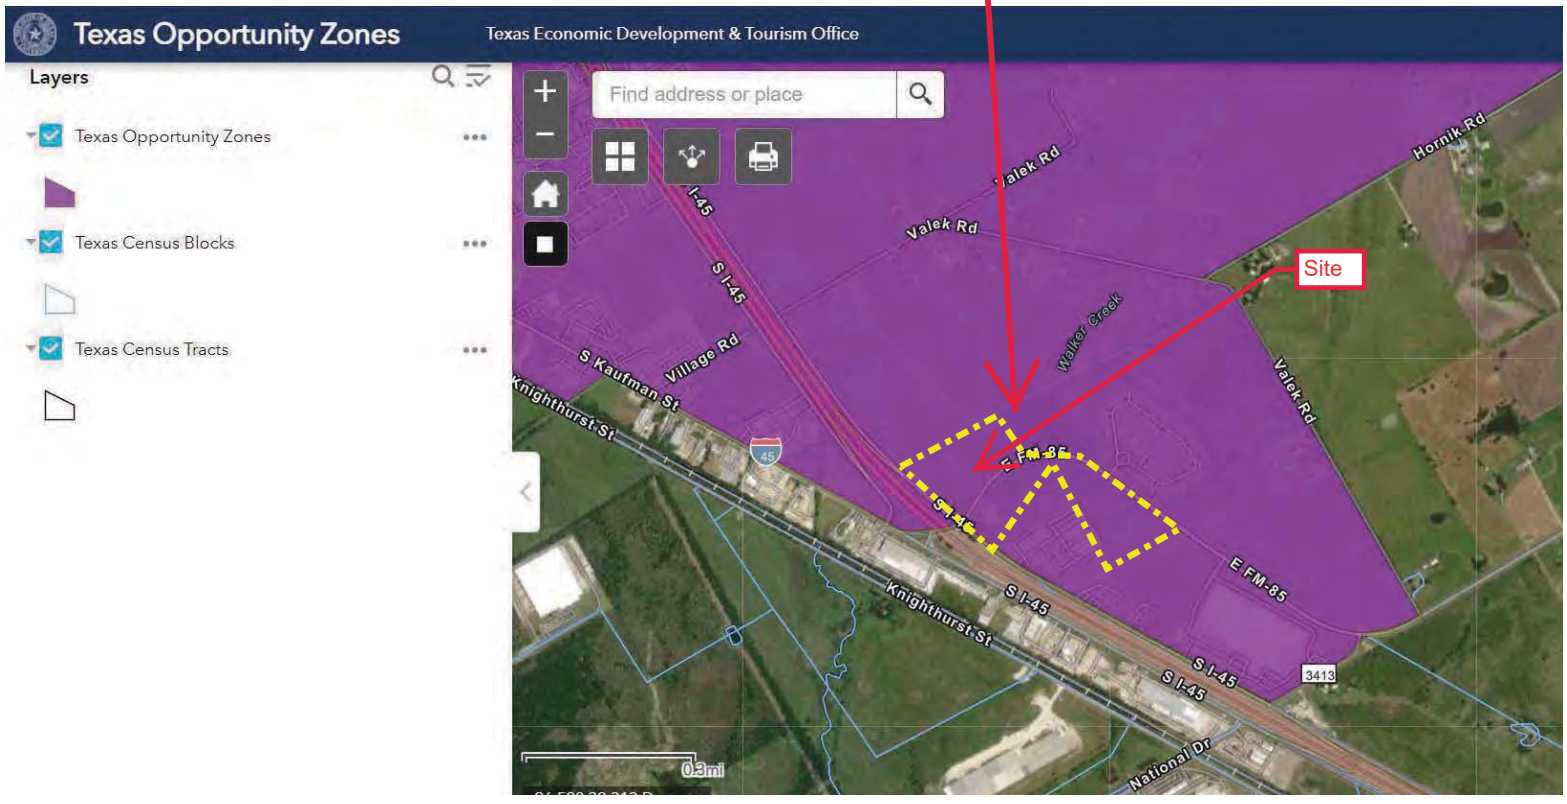 Texas Opportunity Zones
Texas Economic Development & Tourism Office
Layers
Texas Opportunity Zones
Texas Census Blocks
Texas Census Tracts
Find address or place
Hornik Rd
Valek Rd
Valek Rd
I-45
S I-45
Site
Walker Creek
Village Rd
S Kaufman St
Knighthurst St
Valek Rd
45
E FM-85
S I-45
E FM-85
S I-45
Knighthurst St
S I-45
S I-45
3413
National Dr
0.3mi